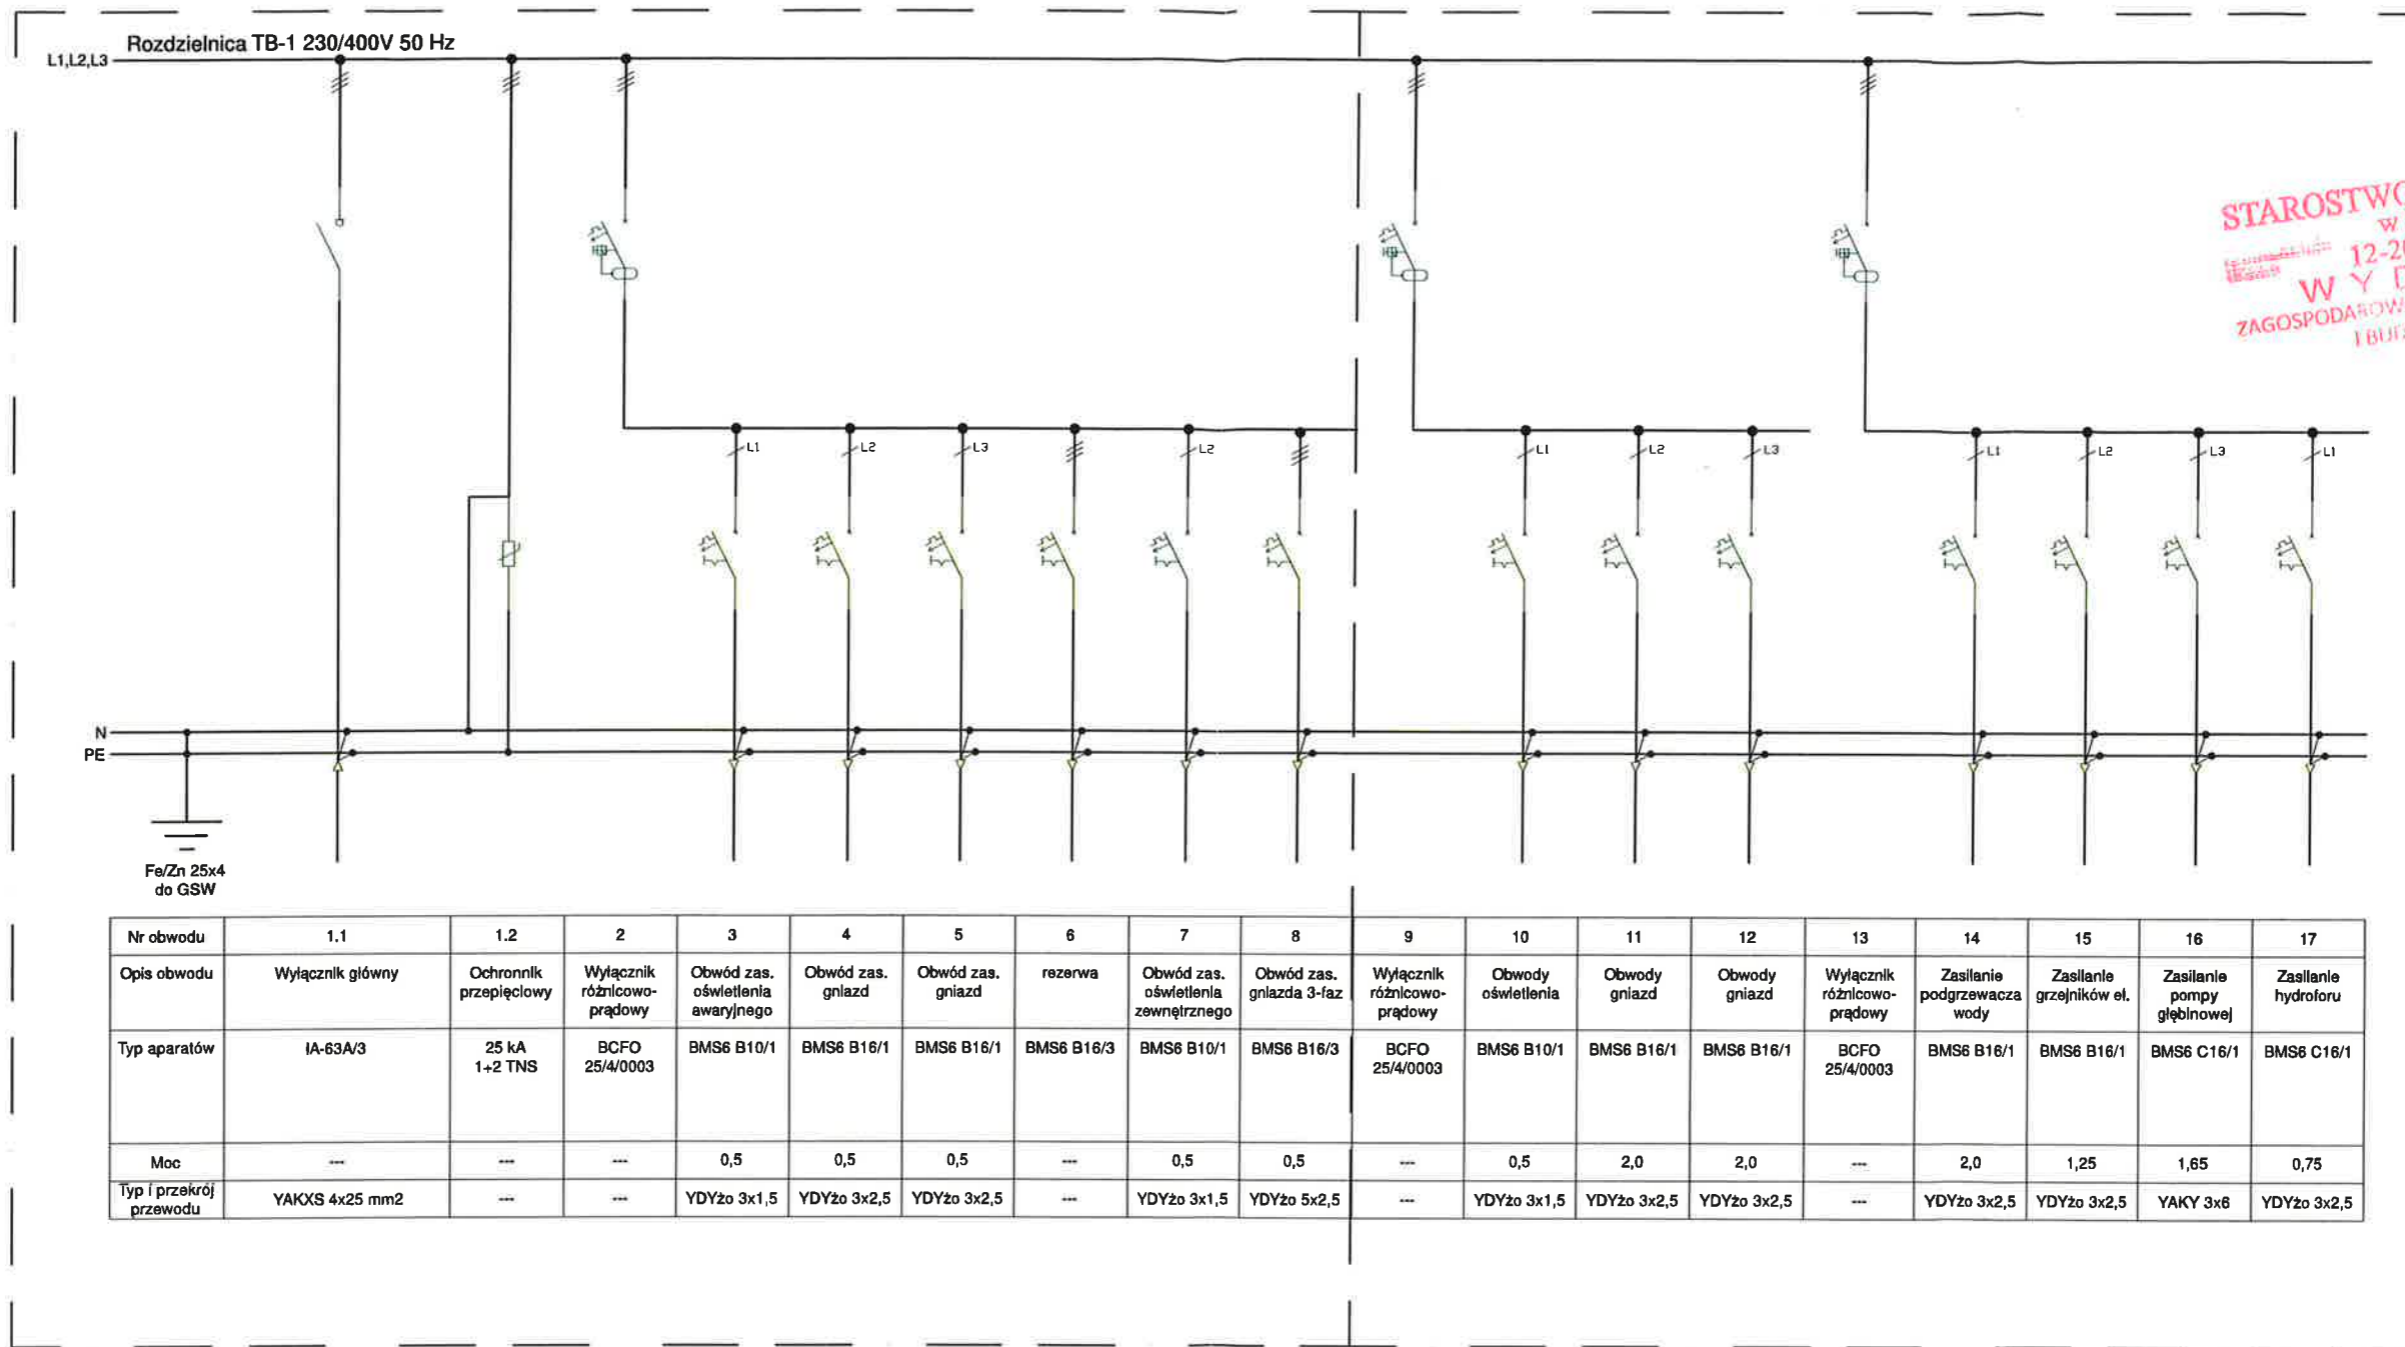 Rozdzielnica TB-1 230/400V 50 Hz
L1,L2,L3
STAROSTWO
w
12-2
W Y D
ZAGOSPODAROW
I BUD
L1 L2 L3 L2 L1 L2 L3 L1 L2 L3 L1
N
PE
Fe/Zn 25x4
do GSW
Nr obwodu 1.1 1.2 2 3 4 5 6 7 8 9 10 11 12 13 14 15 16 17
Opis obwodu Wyłącznik główny Ochronnik przepięciowy Wyłącznik różnicowo-prądowy Obwód zas. oświetlenia awaryjnego Obwód zas. gniazd Obwód zas. gniazd rezerwa Obwód zas. oświetlenia zewnętrznego Obwód zas. gniazda 3-faz Wyłącznik różnicowo-prądowy Obwody oświetlenia Obwody gniazd Obwody gniazd Wyłącznik różnicowo-prądowy Zasilanie podgrzewacza wody Zasilanie grzejników el. Zasilanie pompy głębinowej Zasilanie hydroforu
Typ aparatów IA-63A/3 25 kA 1+2 TNS BCFO 25/4/0003 BMS6 B10/1 BMS6 B16/1 BMS6 B16/1 BMS6 B16/3 BMS6 B10/1 BMS6 B16/3 BCFO 25/4/0003 BMS6 B10/1 BMS6 B16/1 BMS6 B16/1 BCFO 25/4/0003 BMS6 B16/1 BMS6 B16/1 BMS6 C16/1 BMS6 C16/1
Moc --- --- --- 0,5 0,5 0,5 --- 0,5 0,5 --- 0,5 2,0 2,0 --- 2,0 1,25 1,65 0,75
Typ i przekrój przewodu YAKXS 4x25 mm2 --- --- YDYżo 3x1,5 YDYżo 3x2,5 YDYżo 3x2,5 --- YDYżo 3x1,5 YDYżo 5x2,5 --- YDYżo 3x1,5 YDYżo 3x2,5 YDYżo 3x2,5 --- YDYżo 3x2,5 YDYżo 3x2,5 YAKY 3x6 YDYżo 3x2,5